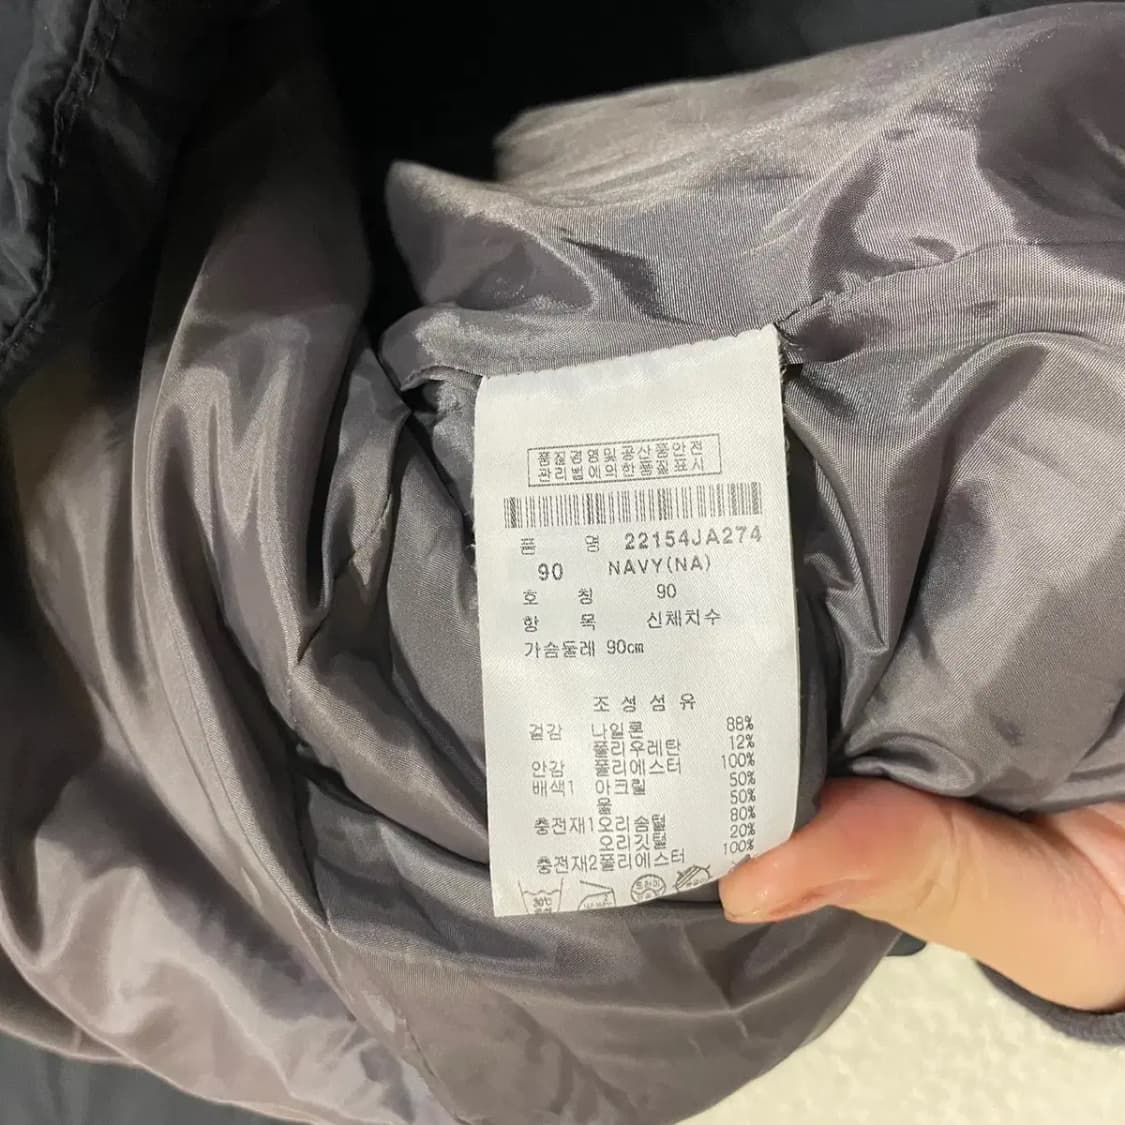 품질경영및공산품안전
관리법에의한품질표시
품 명 22154JA274
90 NAVY(NA)
호 칭 90
항 목 신체치수
가슴둘레 90cm
조 성 섬 유
겉감 나일론 88%
폴리우레탄 12%
안감 폴리에스터 100%
배색1 아크릴 50%
울 50%
충전재1 오리솜털 80%
오리깃털 20%
충전재2 폴리에스터 100%
30℃